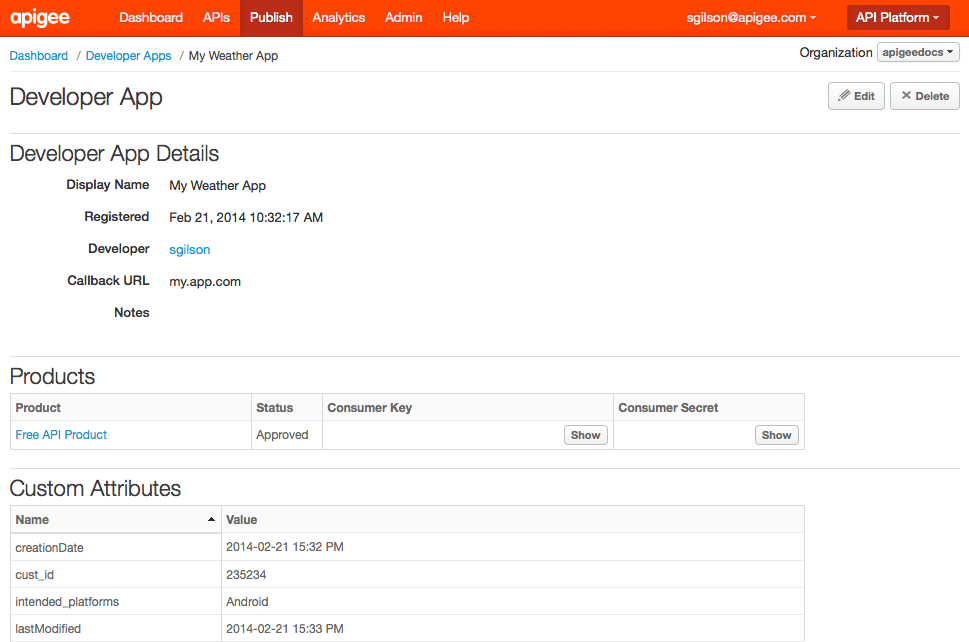 apigee Dashboard APIs Publish Analytics Admin Help sgilson@apigee.com API Platform
Dashboard / Developer Apps / My Weather App Organization apigeedocs
Developer App Edit Delete
Developer App Details
Display Name My Weather App
Registered Feb 21, 2014 10:32:17 AM
Developer sgilson
Callback URL my.app.com
Notes
Products
Product Status Consumer Key Consumer Secret
Free API Product Approved Show Show
Custom Attributes
Name Value
creationDate 2014-02-21 15:32 PM
cust_id 235234
intended_platforms Android
lastModified 2014-02-21 15:33 PM